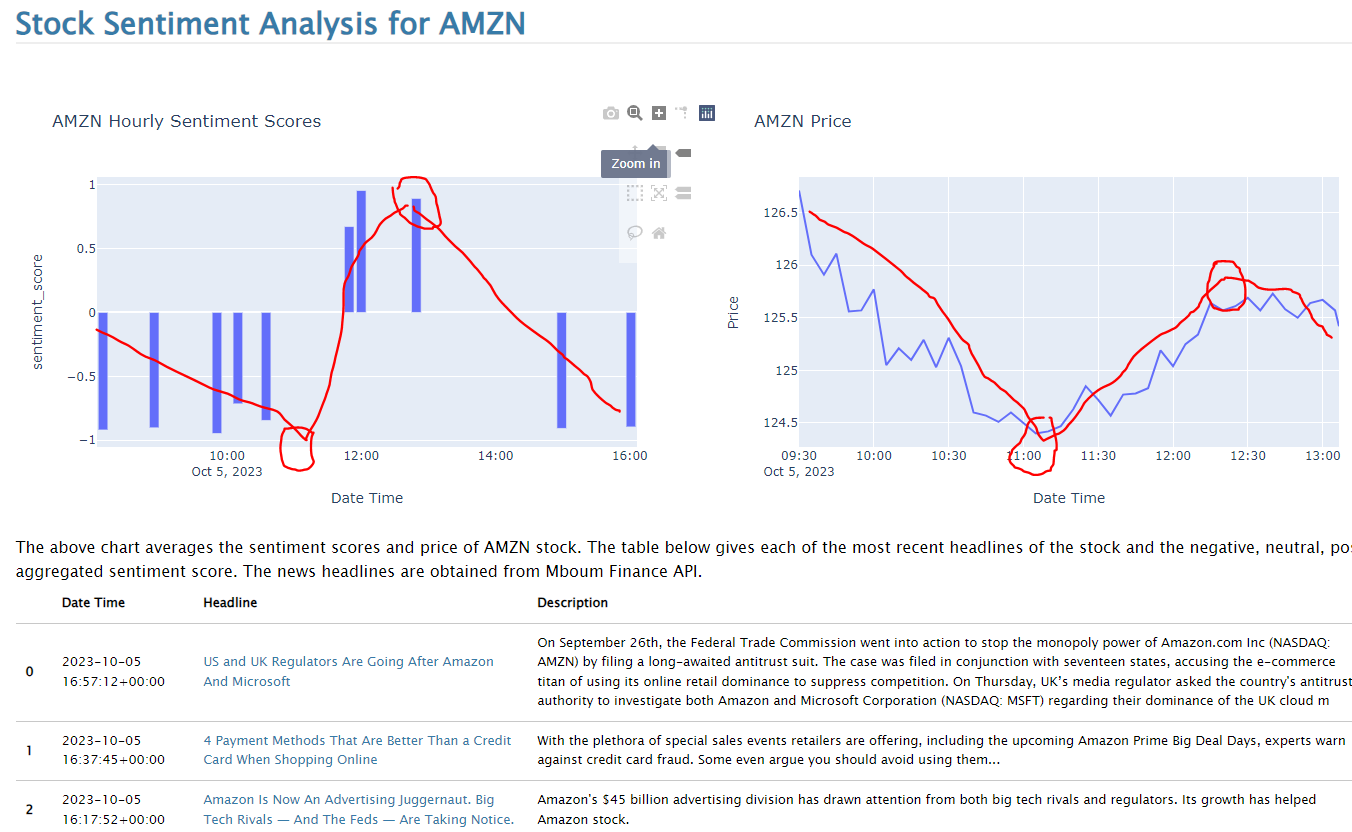 Stock Sentiment Analysis for AMZN
AMZN Hourly Sentiment Scores
Zoom in
1
0.5
0
−0.5
−1
sentiment_score
10:00
12:00
14:00
16:00
Oct 5, 2023
Date Time
AMZN Price
126.5
126
125.5
125
124.5
Price
09:30
10:00
10:30
11:00
11:30
12:00
12:30
13:00
Oct 5, 2023
Date Time
The above chart averages the sentiment scores and price of AMZN stock. The table below gives each of the most recent headlines of the stock and the negative, neutral, pos
aggregated sentiment score. The news headlines are obtained from Mboum Finance API.
Date Time Headline Description
0
2023-10-05
16:57:12+00:00
US and UK Regulators Are Going After Amazon
And Microsoft
On September 26th, the Federal Trade Commission went into action to stop the monopoly power of Amazon.com Inc (NASDAQ:
AMZN) by filing a long-awaited antitrust suit. The case was filed in conjunction with seventeen states, accusing the e-commerce
titan of using its online retail dominance to suppress competition. On Thursday, UK's media regulator asked the country's antitrust
authority to investigate both Amazon and Microsoft Corporation (NASDAQ: MSFT) regarding their dominance of the UK cloud m
1
2023-10-05
16:37:45+00:00
4 Payment Methods That Are Better Than a Credit
Card When Shopping Online
With the plethora of special sales events retailers are offering, including the upcoming Amazon Prime Big Deal Days, experts warn
against credit card fraud. Some even argue you should avoid using them...
2
2023-10-05
16:17:52+00:00
Amazon Is Now An Advertising Juggernaut. Big
Tech Rivals — And The Feds — Are Taking Notice.
Amazon's $45 billion advertising division has drawn attention from both big tech rivals and regulators. Its growth has helped
Amazon stock.